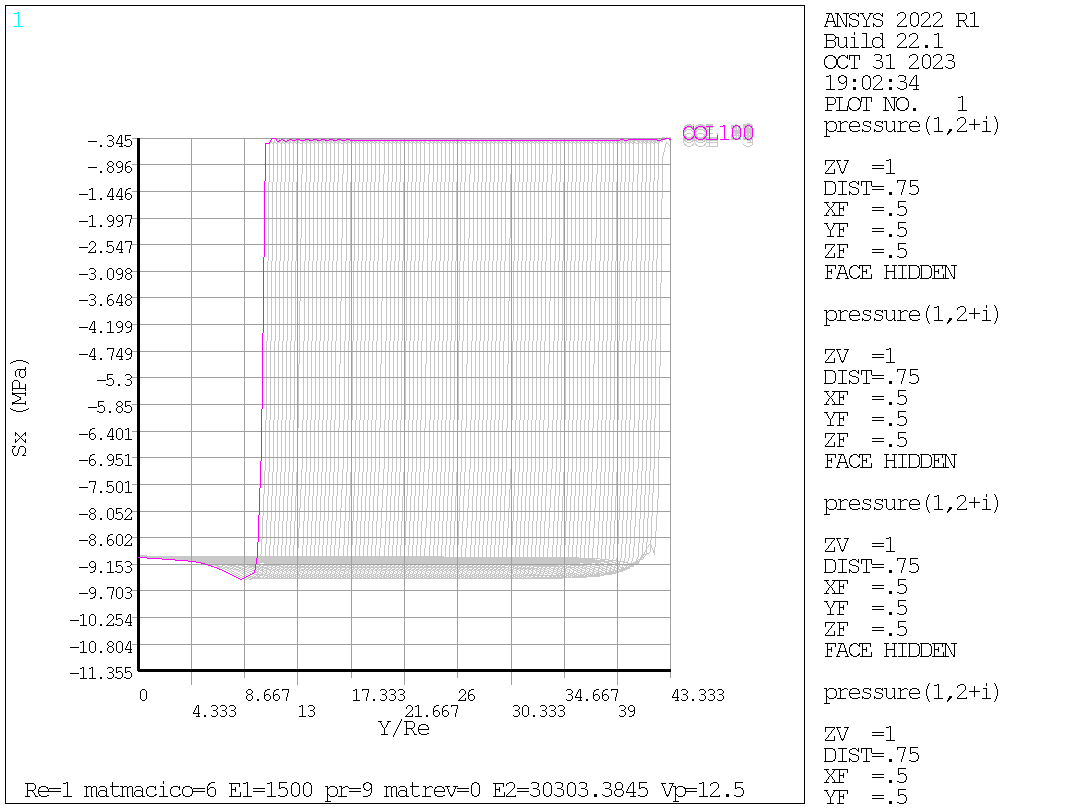 1
ANSYS 2022 R1
Build 22.1
OCT 31 2023
19:02:34
PLOT NO. 1
pressure(1,2+i)
ZV =1
DIST=.75
XF =.5
YF =.5
ZF =.5
FACE HIDDEN
pressure(1,2+i)
ZV =1
DIST=.75
XF =.5
YF =.5
ZF =.5
FACE HIDDEN
pressure(1,2+i)
ZV =1
DIST=.75
XF =.5
YF =.5
ZF =.5
FACE HIDDEN
pressure(1,2+i)
ZV =1
DIST=.75
XF =.5
YF =.5
COL100
-.345
-.896
-1.446
-1.997
-2.547
-3.098
-3.648
-4.199
-4.749
-5.3
-5.85
-6.401
-6.951
-7.501
-8.052
-8.602
-9.153
-9.703
-10.254
-10.804
-11.355
Sx (MPa)
0
4.333
8.667
13
17.333
21.667
26
30.333
34.667
39
43.333
Y/Re
Re=1 matmacico=6 E1=1500 pr=9 matrev=0 E2=30303.3845 Vp=12.5